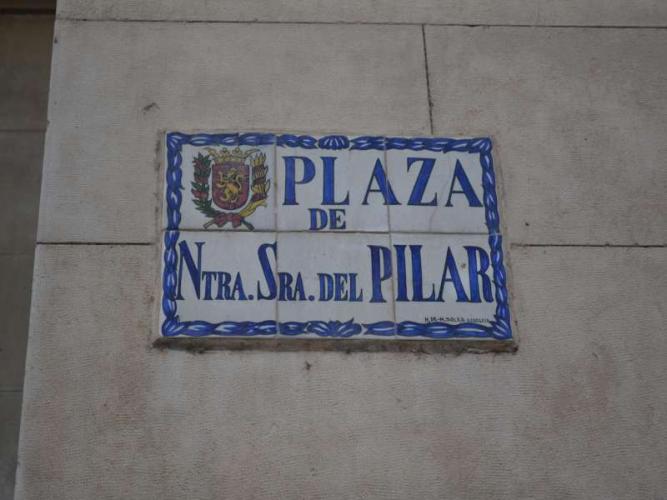 PLAZA
DE
NTRA. SRA. DEL PILAR